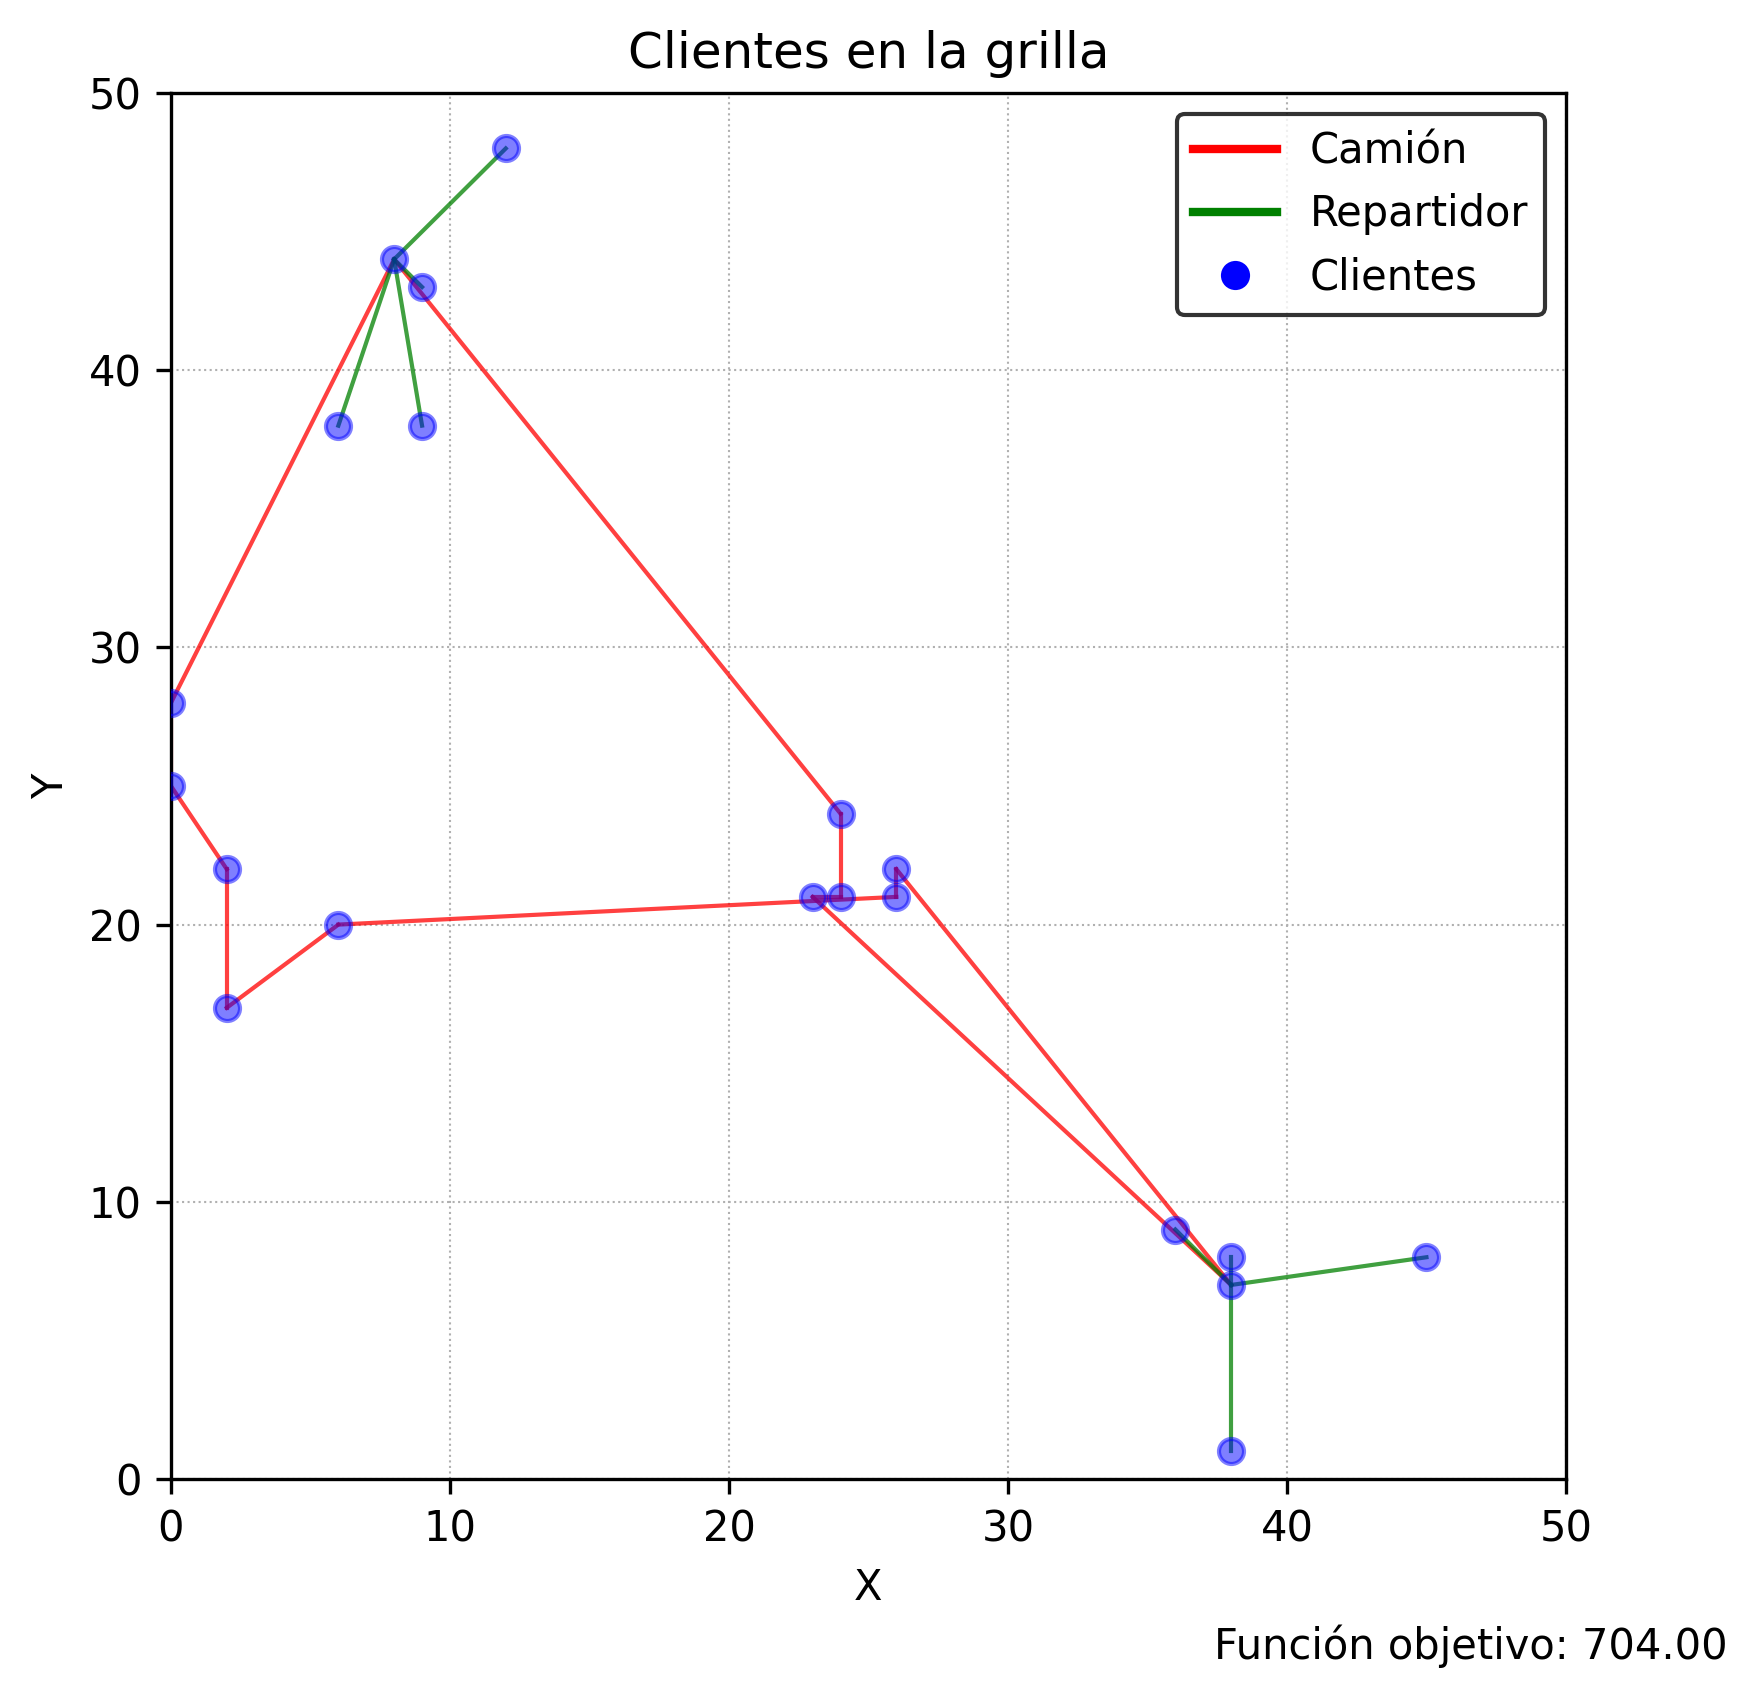 Clientes en la grilla
50
40
30
20
10
0
Y
Camión
Repartidor
Clientes
0 10 20 30 40 50
X
Función objetivo: 704.00